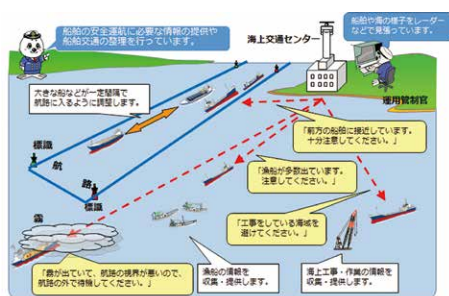 船舶の安全運航に必要な情報の提供や
船舶交通の整理を行っています。
海上交通センター
船舶や海の様子をレーダー
などで見張っています。
運用管制官
大きな船などが一定間隔で
航路に入るように調整します。
「前方の船舶に接近しています。
十分注意してください。」
標識
航
路
標識
「漁船が多数出ています。
注意してください。」
「工事をしている海域を
避けてください。」
霧
「霧が出ていて、航路の視界が悪いので、
航路の外で待機してください。」
漁船の情報を
収集・提供します。
海上工事・作業の情報を
収集・提供します。